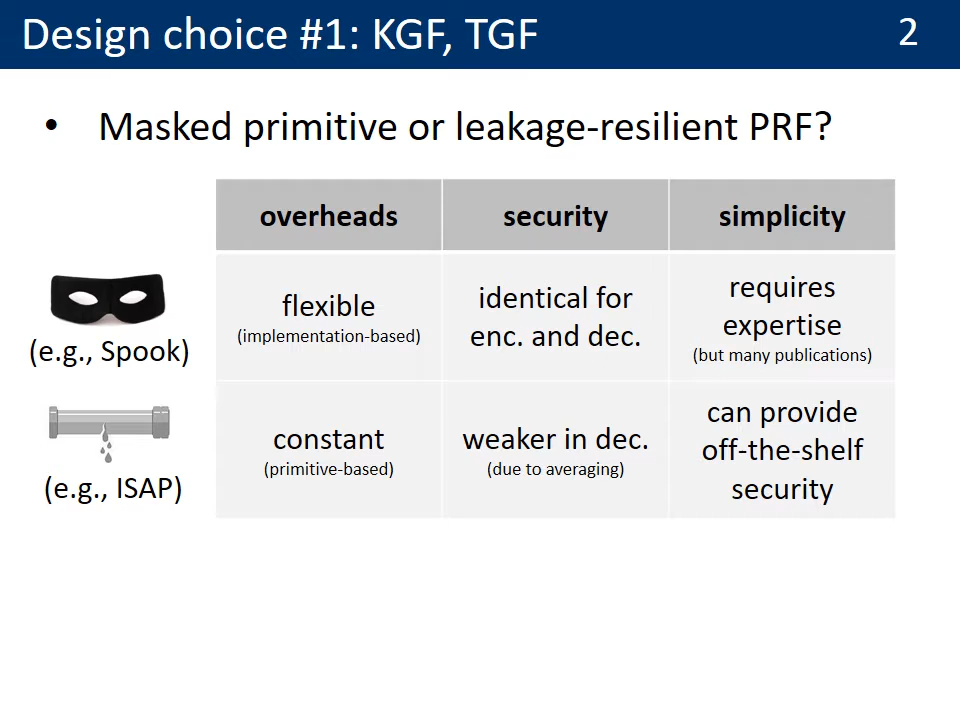 Design choice #1: KGF, TGF
2
• Masked primitive or leakage-resilient PRF?
overheads
security
simplicity
(e.g., Spook)
flexible
(implementation-based)
identical for
enc. and dec.
requires
expertise
(but many publications)
(e.g., ISAP)
constant
(primitive-based)
weaker in dec.
(due to averaging)
can provide
off-the-shelf
security